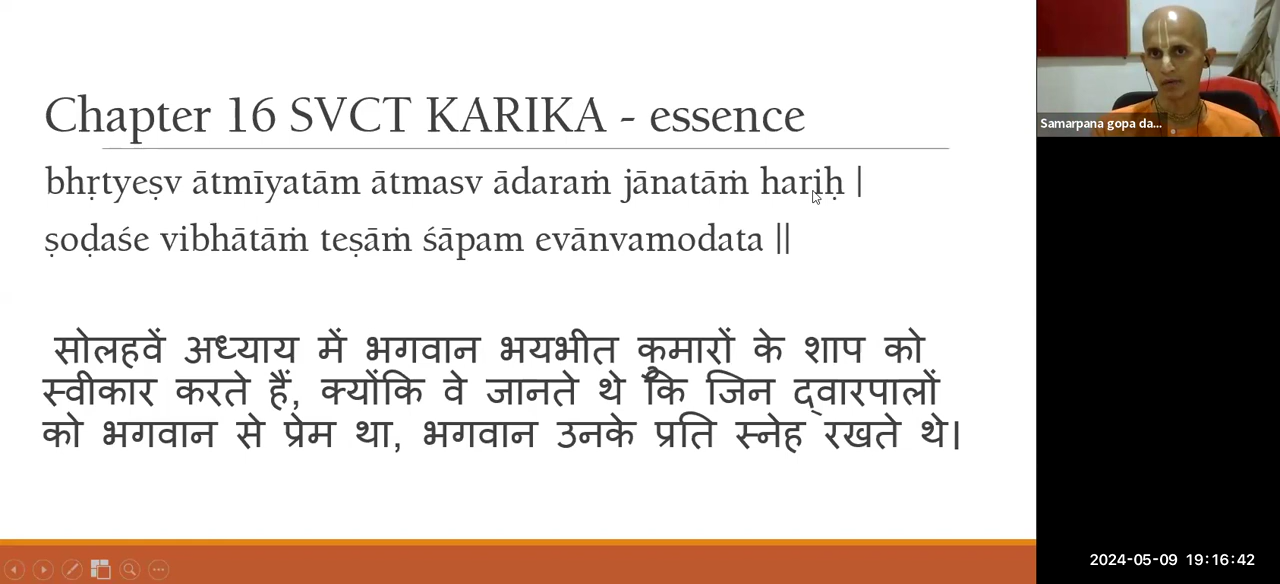 Chapter 16 SVCT KARIKA - essence
bhṛtyeṣv ātmīyatām ātmasv ādaraṁ jānatāṁ hariḥ |
ṣoḍaśe vibhātāṁ teṣāṁ śāpam evānvamodata ||
सोलहवें अध्याय में भगवान भयभीत कुमारों के शाप को
स्वीकार करते हैं, क्योंकि वे जानते थे कि जिन द्वारपालों
को भगवान से प्रेम था, भगवान उनके प्रति स्नेह रखते थे।
Samarpana gopa da...
2024-05-09 19:16:42